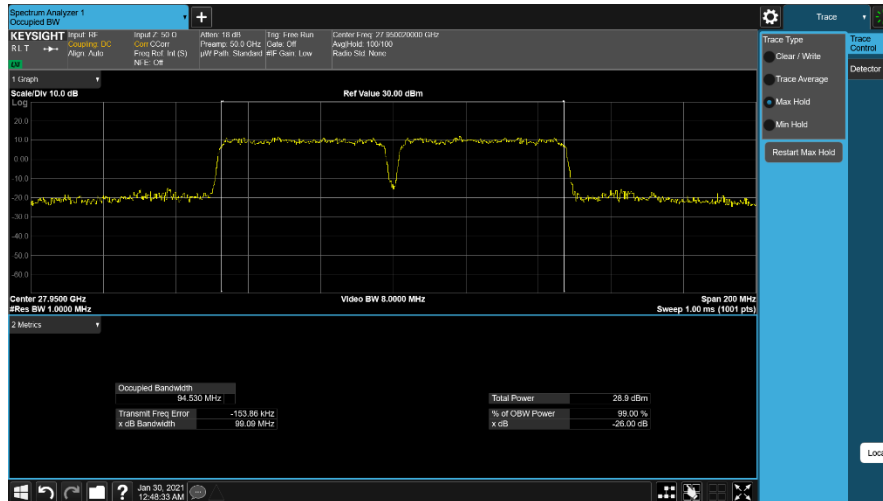 Spectrum Analyzer 1
Occupied BW
+
Trace
KEYSIGHT
Input: RF
Input Z: 50 Ω
Atten: 18 dB
Trig: Free Run
Center Freq: 27.950020000 GHz
R L T
Coupling: DC
Corr CCorr
Preamp: 50.0 GHz
Gate: Off
Avg|Hold: 100/100
Align: Auto
Freq Ref: Int (S)
µW Path: Standard
#IF Gain: Low
Radio Std: None
NFE: Off
Trace Type
Clear / Write
Trace Average
Max Hold
Min Hold
Restart Max Hold
Trace
Control
Detector
1 Graph
Scale/Div 10.0 dB
Ref Value 30.00 dBm
Log
20.0
10.0
0.00
-10.0
-20.0
-30.0
-40.0
-50.0
-60.0
Center 27.9500 GHz
Video BW 8.0000 MHz
Span 200 MHz
#Res BW 1.0000 MHz
Sweep 1.00 ms (1001 pts)
2 Metrics
Occupied Bandwidth
94.530 MHz
Total Power 28.9 dBm
Transmit Freq Error -153.86 kHz
% of OBW Power 99.00 %
x dB Bandwidth 99.09 MHz
x dB -26.00 dB
Loca
?
Jan 30, 2021
12:48:33 AM